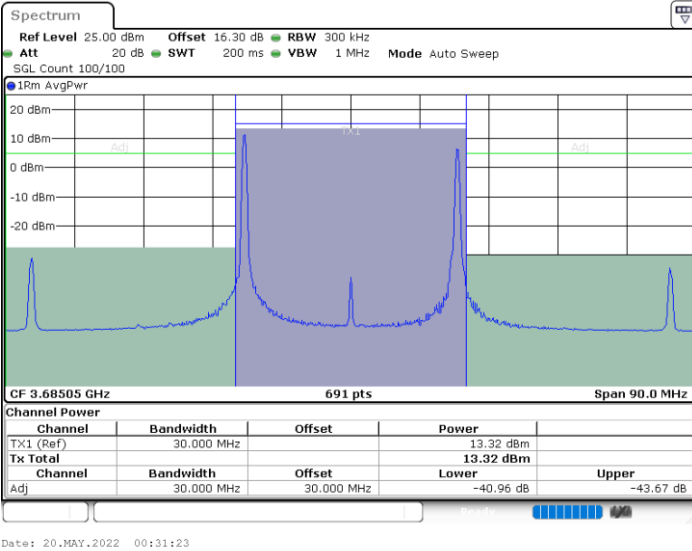 Spectrum
Ref Level 25.00 dBm Offset 16.30 dB RBW 300 kHz
Att 20 dB SWT 200 ms VBW 1 MHz Mode Auto Sweep
SGL Count 100/100
1Rm AvgPwr
20 dBm
TX1
10 dBm
Adj Adj
0 dBm
-10 dBm
-20 dBm
CF 3.68505 GHz 691 pts Span 90.0 MHz
Channel Power
Channel Bandwidth Offset Power
TX1 (Ref) 30.000 MHz 13.32 dBm
Tx Total 13.32 dBm
Channel Bandwidth Offset Lower Upper
Adj 30.000 MHz 30.000 MHz -40.96 dB -43.67 dB
Ready
Date: 20.MAY.2022 00:31:23